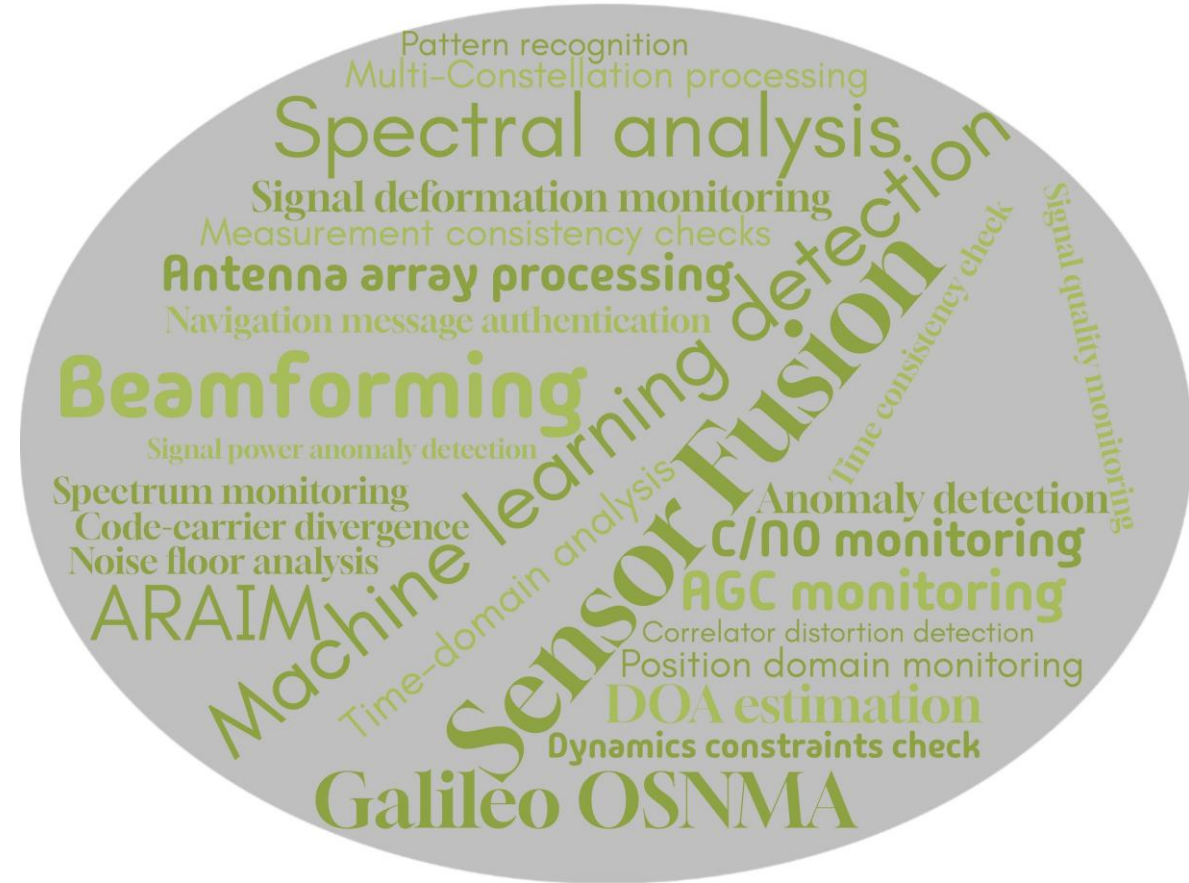 Pattern recognition
Multi-Constellation processing
Spectral analysis
Signal deformation monitoring
Measurement consistency checks
Antenna array processing
Navigation message authentication
Beamforming
Signal power anomaly detection
Spectrum monitoring
Code-carrier divergence
Noise floor analysis
ARAIM
Machine learning detection
Time-domain analysis
Sensor Fusion
Time consistency check
Signal quality monitoring
Anomaly detection
C/N0 monitoring
AGC monitoring
Correlator distortion detection
Position domain monitoring
DOA estimation
Dynamics constraints check
Galileo OSNMA